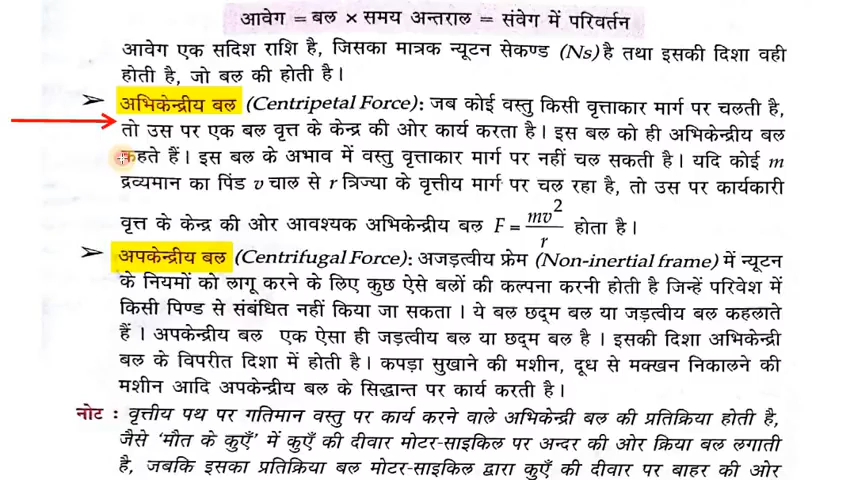 आवेग = बल × समय अन्तराल = संवेग में परिवर्तन
आवेग एक सदिश राशि है, जिसका मात्रक न्यूटन सेकण्ड (Ns) है तथा इसकी दिशा वही
होती है, जो बल की होती है।
➢ अभिकेन्द्रीय बल (Centripetal Force): जब कोई वस्तु किसी वृत्ताकार मार्ग पर चलती है,
तो उस पर एक बल वृत्त के केन्द्र की ओर कार्य करता है। इस बल को ही अभिकेन्द्रीय बल
कहते हैं। इस बल के अभाव में वस्तु वृत्ताकार मार्ग पर नहीं चल सकती है। यदि कोई m
द्रव्यमान का पिंड v चाल से r त्रिज्या के वृत्तीय मार्ग पर चल रहा है, तो उस पर कार्यकारी
वृत्त के केन्द्र की ओर आवश्यक अभिकेन्द्रीय बल F = mv²/r होता है।
➢ अपकेन्द्रीय बल (Centrifugal Force): अजड़त्वीय फ्रेम (Non-inertial frame) में न्यूटन
के नियमों को लागू करने के लिए कुछ ऐसे बलों की कल्पना करनी होती है जिन्हें परिवेश में
किसी पिण्ड से संबंधित नहीं किया जा सकता। ये बल छद्म बल या जड़त्वीय बल कहलाते
हैं। अपकेन्द्रीय बल एक ऐसा ही जड़त्वीय बल या छद्म बल है। इसकी दिशा अभिकेन्द्री
बल के विपरीत दिशा में होती है। कपड़ा सुखाने की मशीन, दूध से मक्खन निकालने की
मशीन आदि अपकेन्द्रीय बल के सिद्धान्त पर कार्य करती है।
नोट : वृत्तीय पथ पर गतिमान वस्तु पर कार्य करने वाले अभिकेन्द्री बल की प्रतिक्रिया होती है,
जैसे 'मौत के कुएँ' में कुएँ की दीवार मोटर-साइकिल पर अन्दर की ओर क्रिया बल लगाती
है, जबकि इसका प्रतिक्रिया बल मोटर-साइकिल द्वारा कुएँ की दीवार पर बाहर की ओर